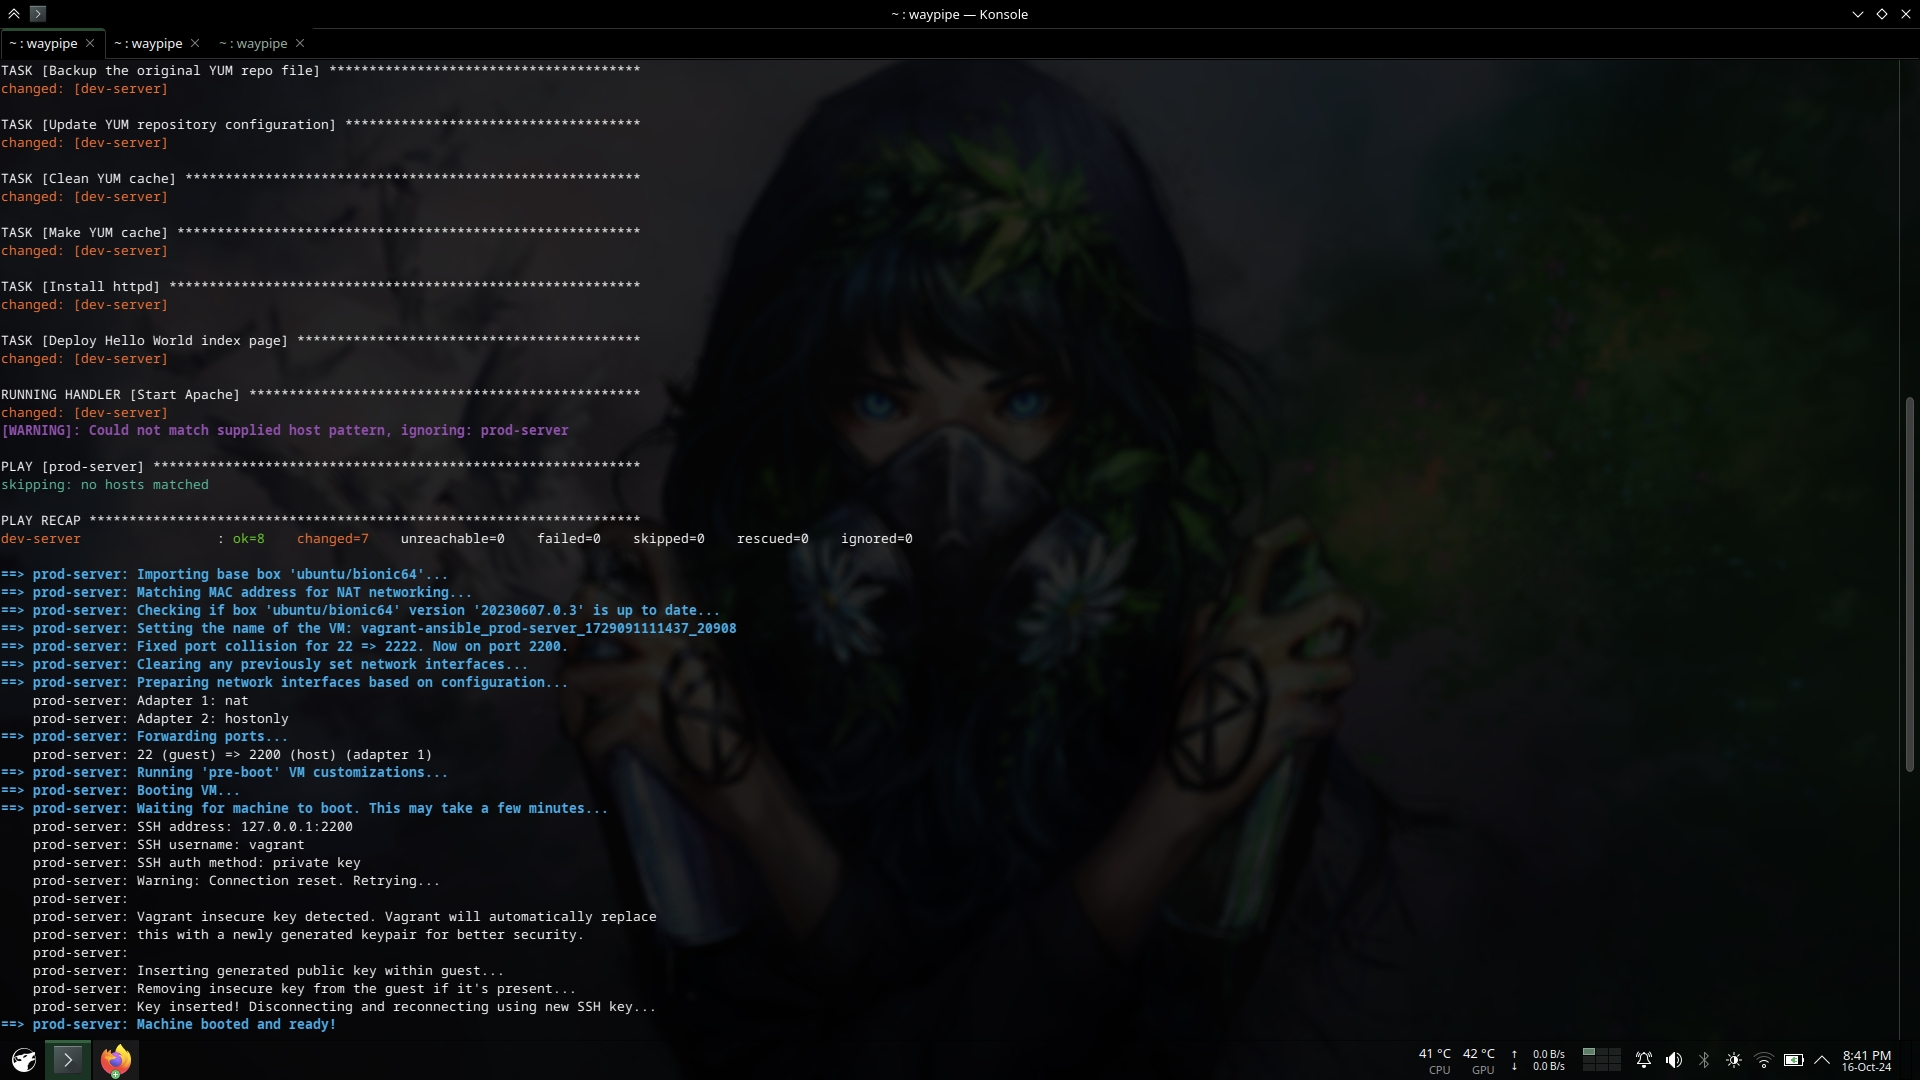 ~ : waypipe — Konsole
~ : waypipe
~ : waypipe
~ : waypipe
TASK [Backup the original YUM repo file] ***************************************
changed: [dev-server]
TASK [Update YUM repository configuration] *************************************
changed: [dev-server]
TASK [Clean YUM cache] *********************************************************
changed: [dev-server]
TASK [Make YUM cache] **********************************************************
changed: [dev-server]
TASK [Install httpd] ***********************************************************
changed: [dev-server]
TASK [Deploy Hello World index page] *******************************************
changed: [dev-server]
RUNNING HANDLER [Start Apache] *************************************************
changed: [dev-server]
[WARNING]: Could not match supplied host pattern, ignoring: prod-server
PLAY [prod-server] *************************************************************
skipping: no hosts matched
PLAY RECAP *********************************************************************
dev-server                 : ok=8    changed=7    unreachable=0    failed=0    skipped=0    rescued=0    ignored=0
==> prod-server: Importing base box 'ubuntu/bionic64'...
==> prod-server: Matching MAC address for NAT networking...
==> prod-server: Checking if box 'ubuntu/bionic64' version '20230607.0.3' is up to date...
==> prod-server: Setting the name of the VM: vagrant-ansible_prod-server_1729091111437_20908
==> prod-server: Fixed port collision for 22 => 2222. Now on port 2200.
==> prod-server: Clearing any previously set network interfaces...
==> prod-server: Preparing network interfaces based on configuration...
    prod-server: Adapter 1: nat
    prod-server: Adapter 2: hostonly
==> prod-server: Forwarding ports...
    prod-server: 22 (guest) => 2200 (host) (adapter 1)
==> prod-server: Running 'pre-boot' VM customizations...
==> prod-server: Booting VM...
==> prod-server: Waiting for machine to boot. This may take a few minutes...
    prod-server: SSH address: 127.0.0.1:2200
    prod-server: SSH username: vagrant
    prod-server: SSH auth method: private key
    prod-server: Warning: Connection reset. Retrying...
    prod-server:
    prod-server: Vagrant insecure key detected. Vagrant will automatically replace
    prod-server: this with a newly generated keypair for better security.
    prod-server:
    prod-server: Inserting generated public key within guest...
    prod-server: Removing insecure key from the guest if it's present...
    prod-server: Key inserted! Disconnecting and reconnecting using new SSH key...
==> prod-server: Machine booted and ready!
41 °C 42 °C ↑ 0.0 B/s 8:41 PM
CPU GPU ↓ 0.0 B/s 16-Oct-24